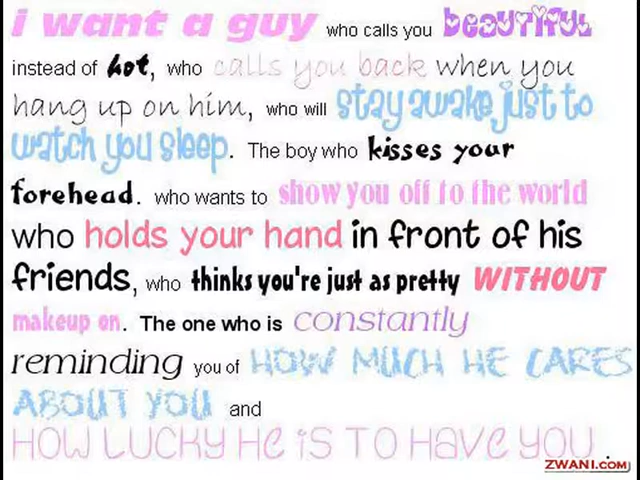 i want a guy who calls you beautiful
instead of hot, who calls you back when you
hang up on him, who will stay awake just to
watch you sleep. The boy who kisses your
forehead. who wants to show you off to the world
who holds your hand in front of his
friends, who thinks you're just as pretty WITHOUT
makeup on. The one who is constantly
reminding you of HOW MUCH HE CARES
ABOUT YOU and
HOW LUCKY He iS TO HAVe YOU.
ZWANI.COM